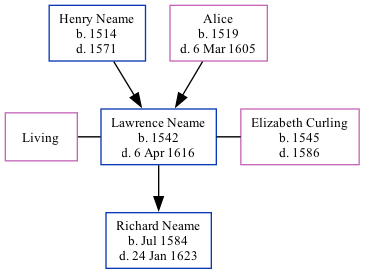 Henry Neame
b. 1514
d. 1571
Alice
b. 1519
d. 6 Mar 1605
Living
Lawrence Neame
b. 1542
d. 6 Apr 1616
Elizabeth Curling
b. 1545
d. 1586
Richard Neame
b. Jul 1584
d. 24 Jan 1623